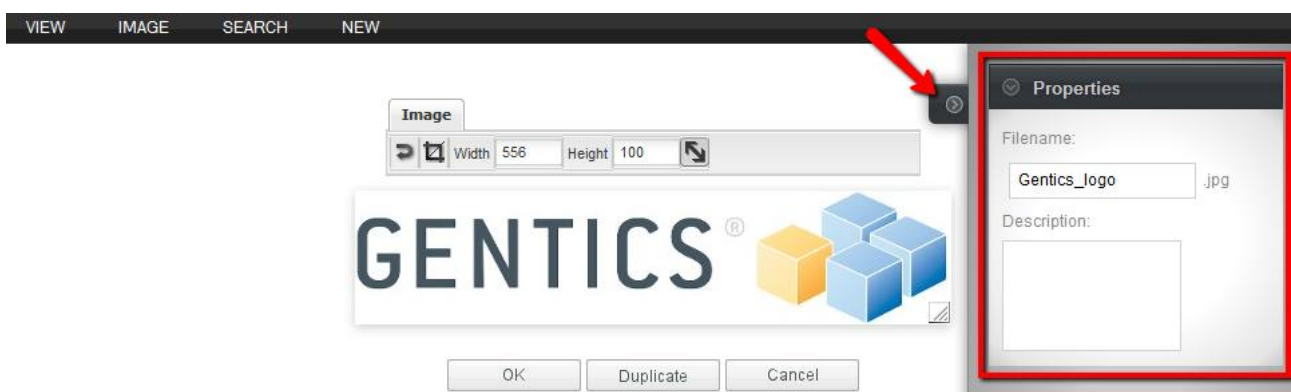 VIEW IMAGE SEARCH NEW
Image
Width 556 Height 100
GENTICS®
OK Duplicate Cancel
Properties
Filename:
Gentics_logo .jpg
Description: